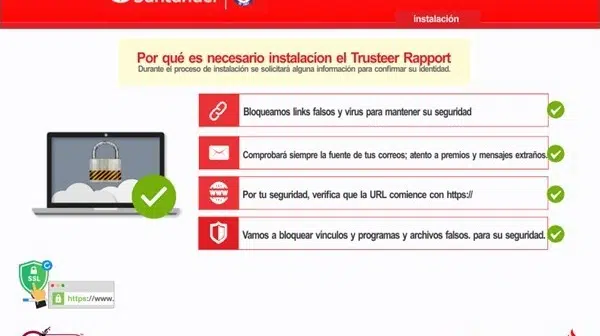 Santander
instalación
Por qué es necesario instalacion el Trusteer Rapport
Durante el proceso de instalación se solicitará alguna información para confirmar su identidad.
Bloqueamos links falsos y vírus para mantener su seguridad
Comprobará siempre la fuente de tus correos; atento a premios y mensajes extraños.
WWW
Por tu seguridad, verifica que la URL comience con https://
Vamos a bloquear vinculos y programas y archivos falsos. para su seguridad.
SSL
https://www.